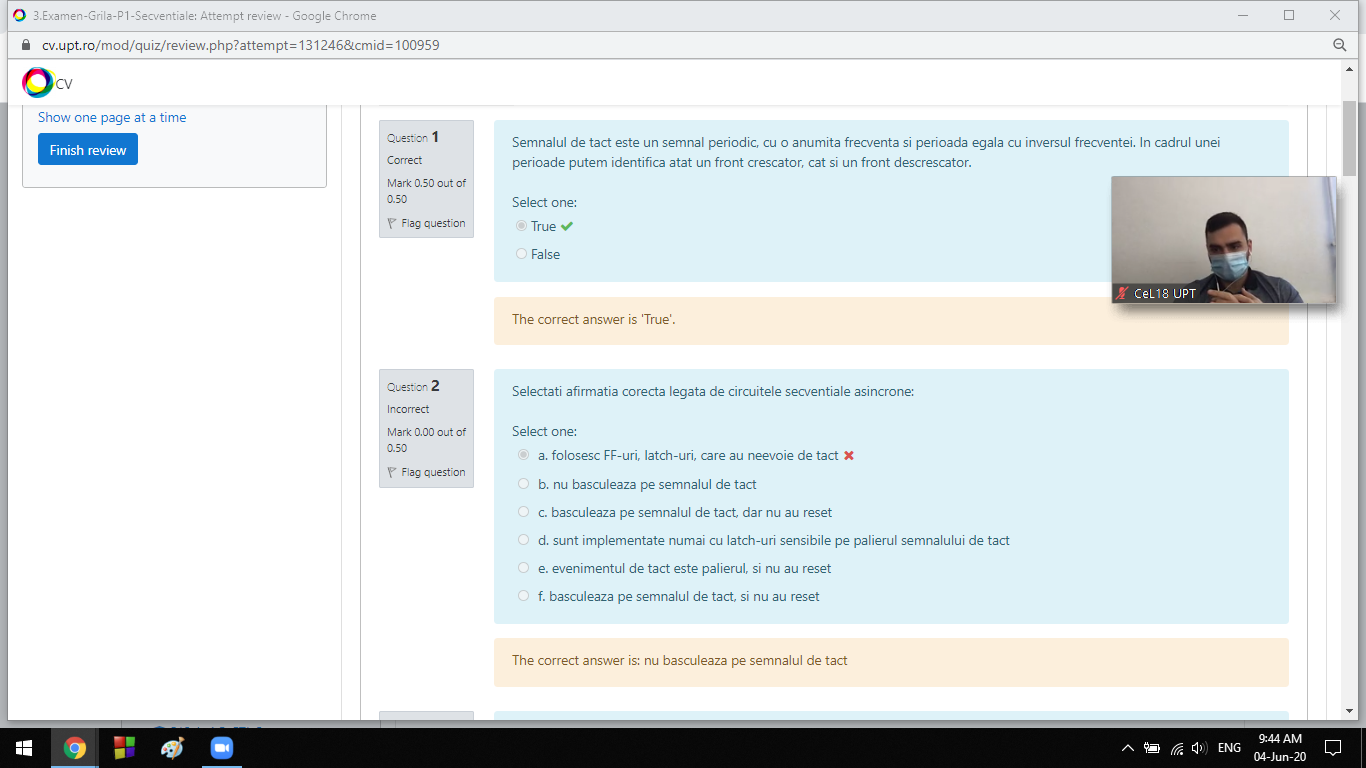 3.Examen-Grila-P1-Secventiale: Attempt review - Google Chrome
cv.upt.ro/mod/quiz/review.php?attempt=131246&cmid=100959
CV
Show one page at a time
Finish review
Question 1
Correct
Mark 0.50 out of
0.50
Flag question
Semnalul de tact este un semnal periodic, cu o anumita frecventa si perioada egala cu inversul frecventei. In cadrul unei
perioade putem identifica atat un front crescator, cat si un front descrescator.
Select one:
True
False
CeL18 UPT
The correct answer is 'True'.
Question 2
Incorrect
Mark 0.00 out of
0.50
Flag question
Selectati afirmatia corecta legata de circuitele secventiale asincrone:
Select one:
a. folosesc FF-uri, latch-uri, care au neevoie de tact
b. nu basculeaza pe semnalul de tact
c. basculeaza pe semnalul de tact, dar nu au reset
d. sunt implementate numai cu latch-uri sensibile pe palierul semnalului de tact
e. evenimentul de tact este palierul, si nu au reset
f. basculeaza pe semnalul de tact, si nu au reset
The correct answer is: nu basculeaza pe semnalul de tact
ENG
9:44 AM
04-Jun-20